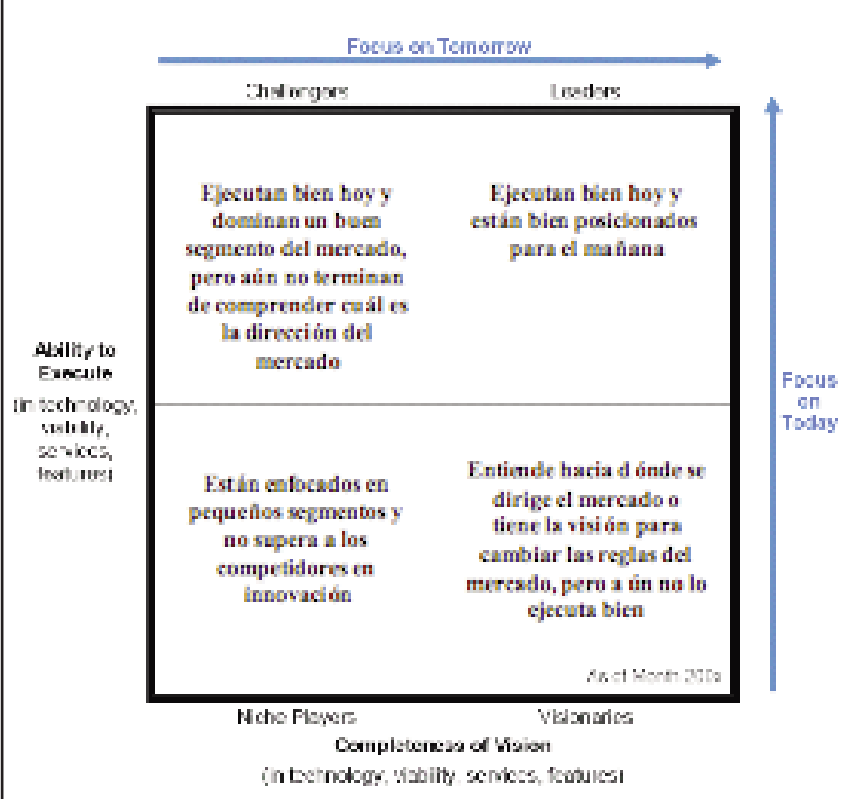 Focus on Tomorrow
Challengers
Leaders
Ejecutan bien hoy y
dominan un buen
segmento del mercado,
pero aún no terminan
de comprender cuál es
la dirección del
mercado
Ejecutan bien hoy y
están bien posicionados
para el mañana
Ability to
Execute
(in technology,
viability,
services,
features)
Focus
on
Today
Están enfocados en
pequeños segmentos y
no supera a los
competidores en
innovación
Entiende hacia d ónde se
dirige el mercado o
tiene la visión para
cambiar las reglas del
mercado, pero a ún no lo
ejecuta bien
As of Month
Niche Players
Visionaries
Completeness of Vision
(in technology, viability, services, features)